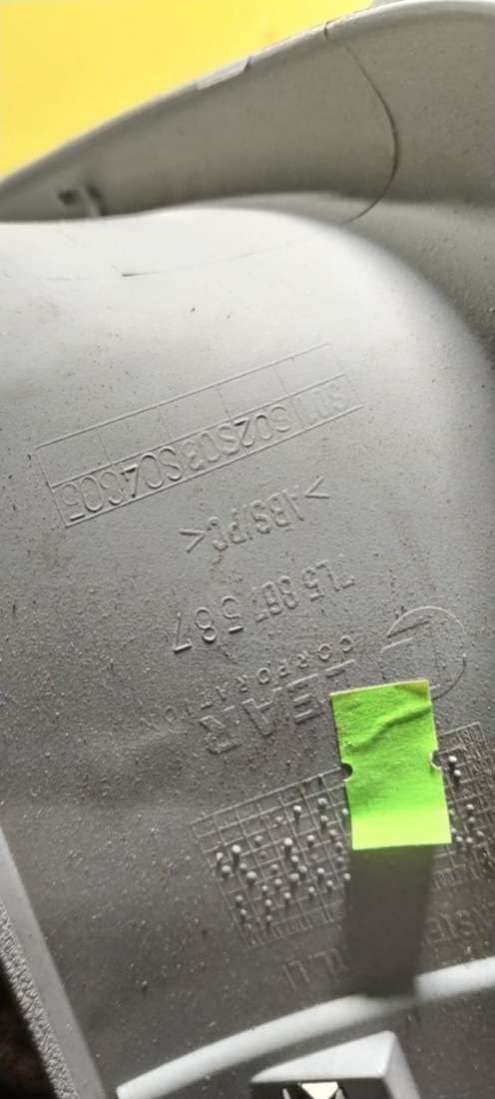 S01 S02 S03 S04 S05
>ABS/PC<
7L5 867 587
LEAR
CORPORATION